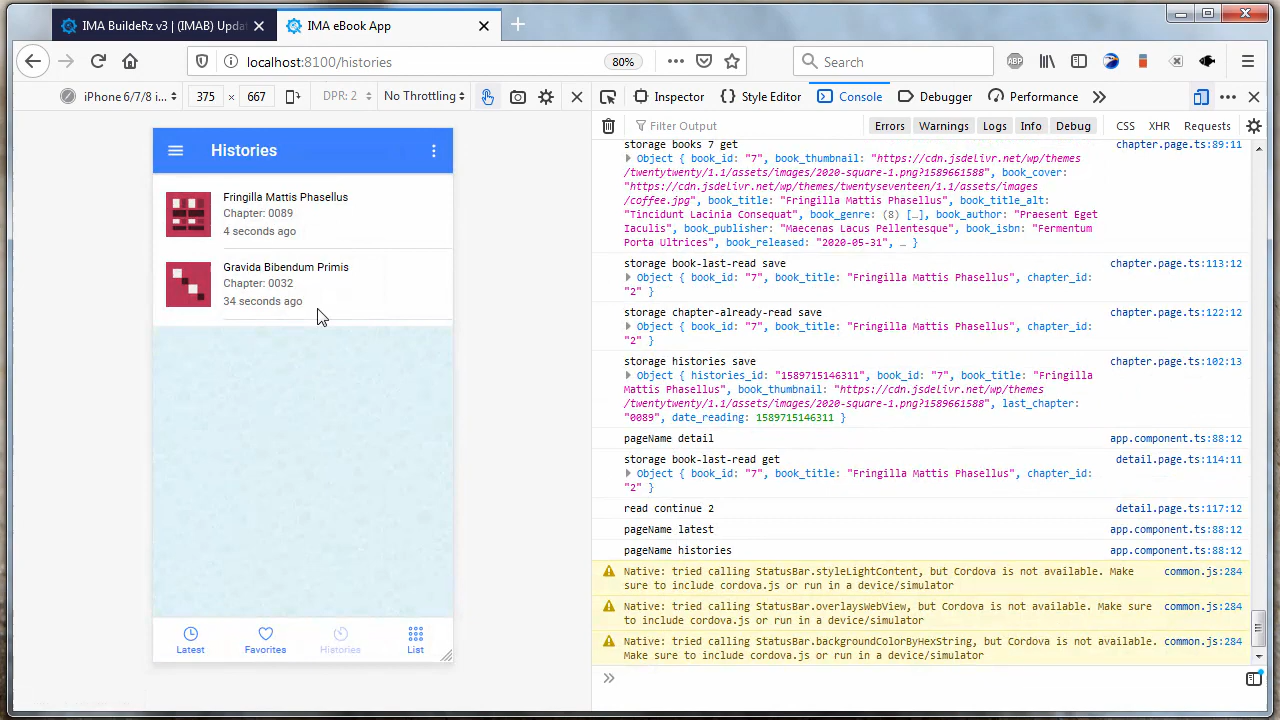 IMA BuildeRz v3 | (IMAB) Upda
IMA eBook App
localhost:8100/histories
80%
Search
ABP
iPhone 6/7/8 i...
375 × 667
DPR: 2
No Throttling
Inspector
Style Editor
Console
Debugger
Performance
Filter Output
Errors
Warnings
Logs
Info
Debug
CSS
XHR
Requests
Histories
Fringilla Mattis Phasellus
Chapter: 0089
4 seconds ago
Gravida Bibendum Primis
Chapter: 0032
34 seconds ago
Latest
Favorites
Histories
List
storage books 7 get chapter.page.ts:89:11
Object { book_id: "7", book_thumbnail: "https://cdn.jsdelivr.net/wp/themes
/twentytwenty/1.1/assets/images/2020-square-1.png?1589661588", book_cover:
"https://cdn.jsdelivr.net/wp/themes/twentyseventeen/1.1/assets/images
/coffee.jpg", book_title: "Fringilla Mattis Phasellus", book_title_alt:
"Tincidunt Lacinia Consequat", book_genre: (8) […], book_author: "Praesent Eget
Iaculis", book_publisher: "Maecenas Lacus Pellentesque", book_isbn: "Fermentum
Porta Ultrices", book_released: "2020-05-31", … }
storage book-last-read save chapter.page.ts:113:12
Object { book_id: "7", book_title: "Fringilla Mattis Phasellus", chapter_id:
"2" }
storage chapter-already-read save chapter.page.ts:122:12
Object { book_id: "7", book_title: "Fringilla Mattis Phasellus", chapter_id:
"2" }
storage histories save chapter.page.ts:102:13
Object { histories_id: "1589715146311", book_id: "7", book_title: "Fringilla
Mattis Phasellus", book_thumbnail: "https://cdn.jsdelivr.net/wp/themes
/twentytwenty/1.1/assets/images/2020-square-1.png?1589661588", last_chapter:
"0089", date_reading: 1589715146311 }
pageName detail app.component.ts:88:12
storage book-last-read get detail.page.ts:114:11
Object { book_id: "7", book_title: "Fringilla Mattis Phasellus", chapter_id:
"2" }
read continue 2 detail.page.ts:117:12
pageName latest app.component.ts:88:12
pageName histories app.component.ts:88:12
Native: tried calling StatusBar.styleLightContent, but Cordova is not available. Make common.js:284
sure to include cordova.js or run in a device/simulator
Native: tried calling StatusBar.overlaysWebView, but Cordova is not available. Make common.js:284
sure to include cordova.js or run in a device/simulator
Native: tried calling StatusBar.backgroundColorByHexString, but Cordova is not available. common.js:284
Make sure to include cordova.js or run in a device/simulator